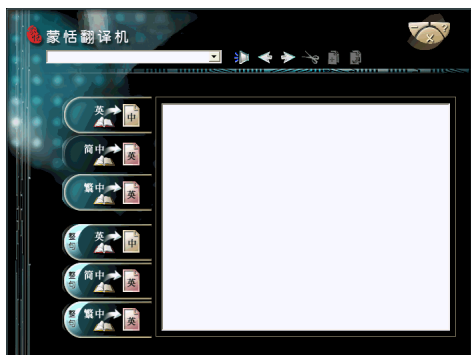 蒙恬翻译机
英 中
简中 英
繁中 英
整句 英 中
整句 简中 英
整句 繁中 英